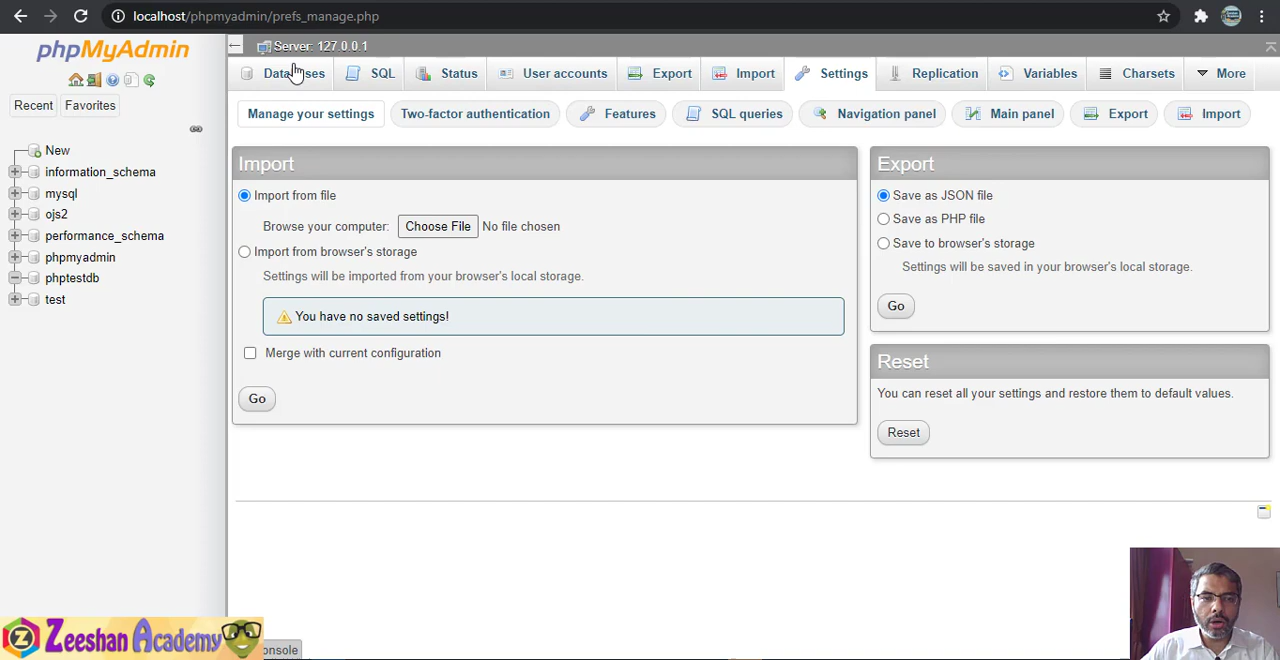 localhost/phpmyadmin/prefs_manage.php
phpMyAdmin
Server: 127.0.0.1
Databases SQL Status User accounts Export Import Settings Replication Variables Charsets More
Recent Favorites
Manage your settings Two-factor authentication Features SQL queries Navigation panel Main panel Export Import
New
information_schema
mysql
ojs2
performance_schema
phpmyadmin
phptestdb
test
Import
Import from file
Browse your computer: Choose File No file chosen
Import from browser's storage
Settings will be imported from your browser's local storage.
You have no saved settings!
Merge with current configuration
Go
Export
Save as JSON file
Save as PHP file
Save to browser's storage
Settings will be saved in your browser's local storage.
Go
Reset
You can reset all your settings and restore them to default values.
Reset
Z Zeeshan Academy
onsole